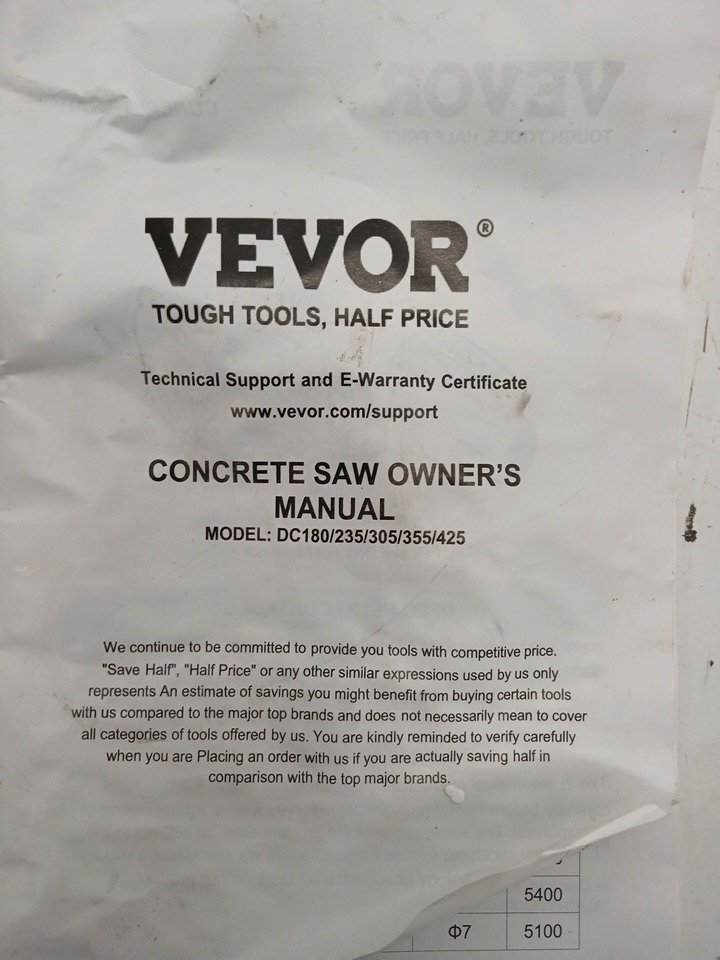 VEVOR®
TOUGH TOOLS, HALF PRICE
Technical Support and E-Warranty Certificate
www.vevor.com/support
CONCRETE SAW OWNER'S
MANUAL
MODEL: DC180/235/305/355/425
We continue to be committed to provide you tools with competitive price.
"Save Half", "Half Price" or any other similar expressions used by us only
represents An estimate of savings you might benefit from buying certain tools
with us compared to the major top brands and does not necessarily mean to cover
all categories of tools offered by us. You are kindly reminded to verify carefully
when you are Placing an order with us if you are actually saving half in
comparison with the top major brands.
5400
Φ7 5100